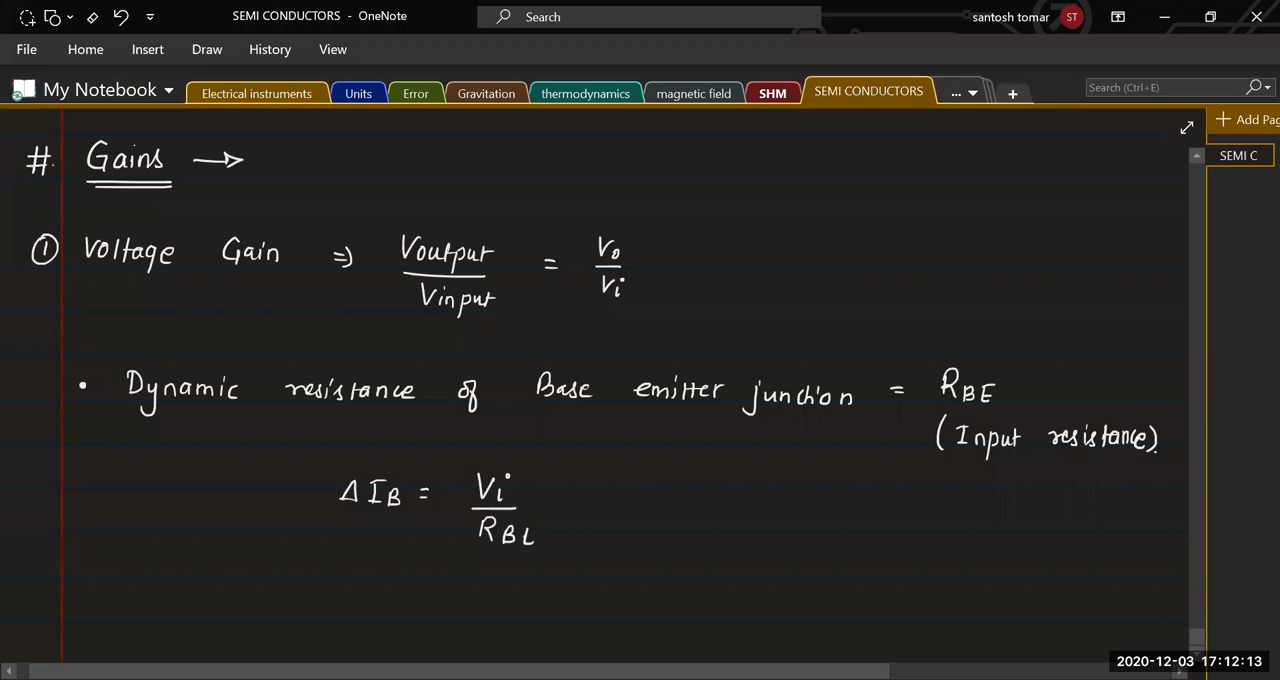 SEMI CONDUCTORS - OneNote
Search
santosh tomar
ST
File Home Insert Draw History View
My Notebook
Electrical instruments Units Error Gravitation thermodynamics magnetic field SHM SEMI CONDUCTORS ...
Search (Ctrl+E)
Add Pag
SEMI C
# Gains →
① Voltage Gain ⇒ Voutput / Vinput = Vo / Vi
• Dynamic resistance of Base emitter junction = RBE
(Input resistance)
ΔIB = Vi / RBL
2020-12-03 17:12:13